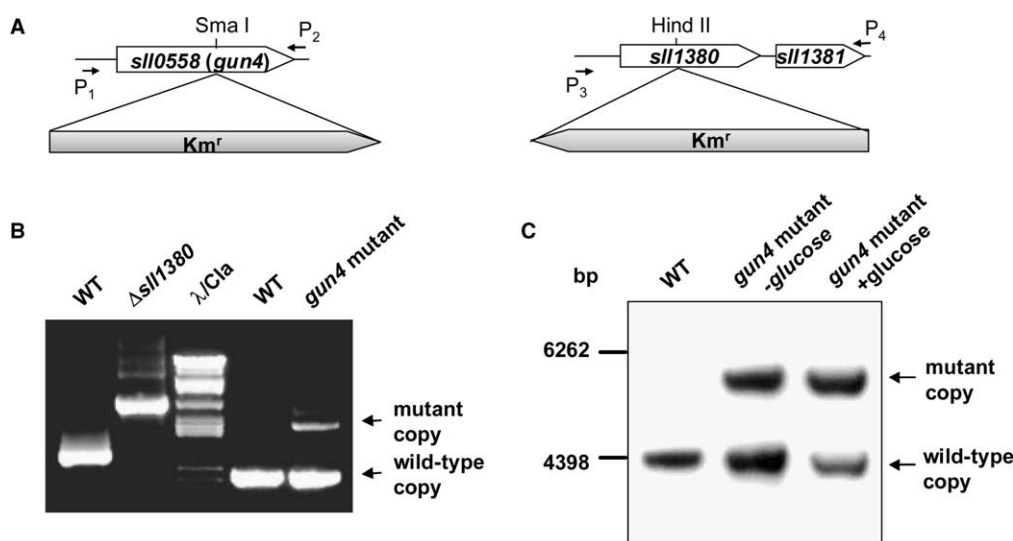 A
Sma I
P2
sll0558 (gun4)
P1
Kmr
Hind II
P4
sll1380
sll1381
P3
Kmr
B
WT
Δsll1380
λ/Cla
WT
gun4 mutant
mutant
copy
wild-type
copy
C
bp
WT
gun4 mutant
-glucose
gun4 mutant
+glucose
6262
mutant
copy
4398
wild-type
copy